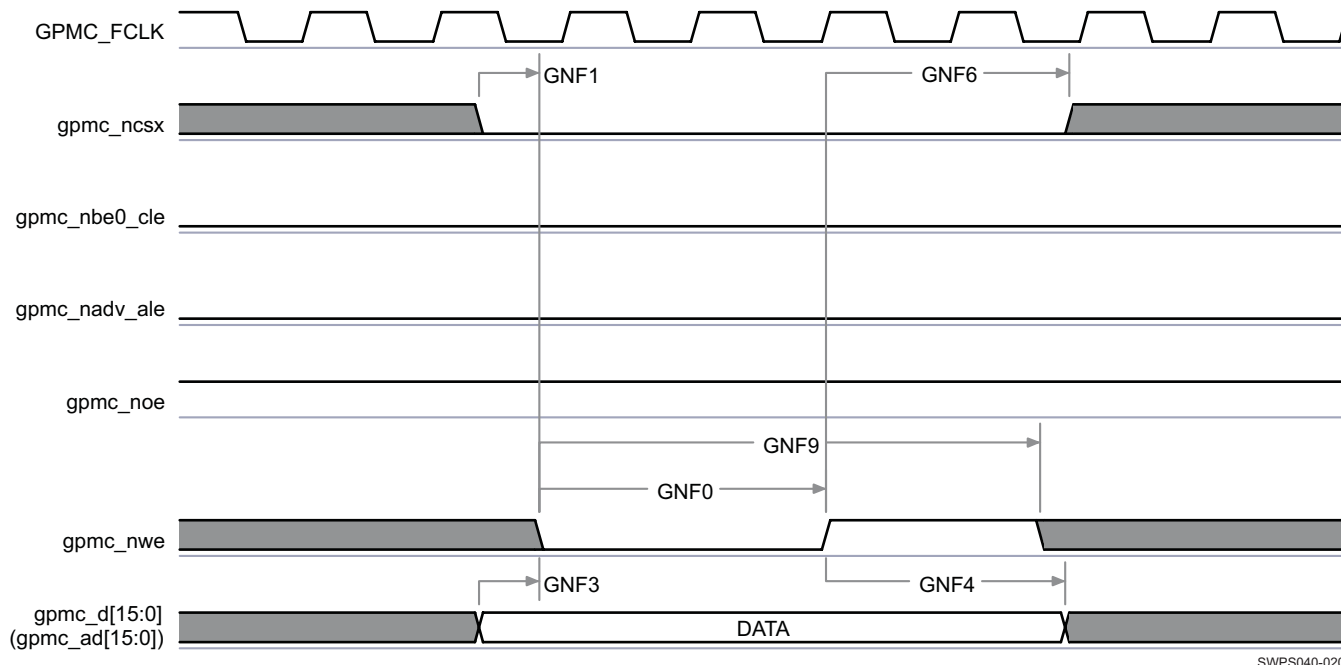 GPMC_FCLK
GNF1
GNF6
gpmc_ncsx
gpmc_nbe0_cle
gpmc_nadv_ale
gpmc_noe
GNF9
GNF0
gpmc_nwe
GNF3
GNF4
gpmc_d[15:0]
(gpmc_ad[15:0])
DATA